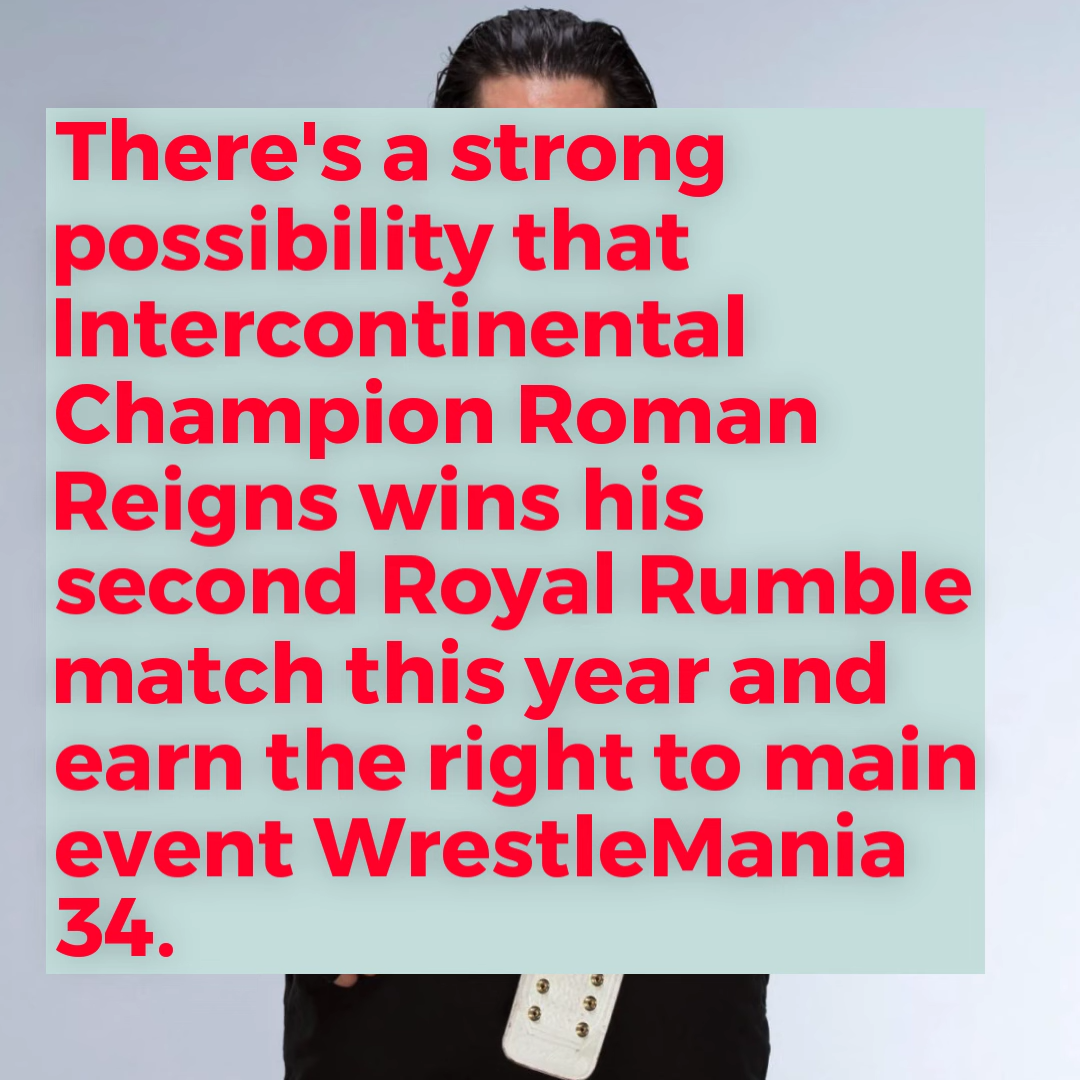 There's a strong
possibility that
Intercontinental
Champion Roman
Reigns wins his
second Royal Rumble
match this year and
earn the right to main
event WrestleMania
34.